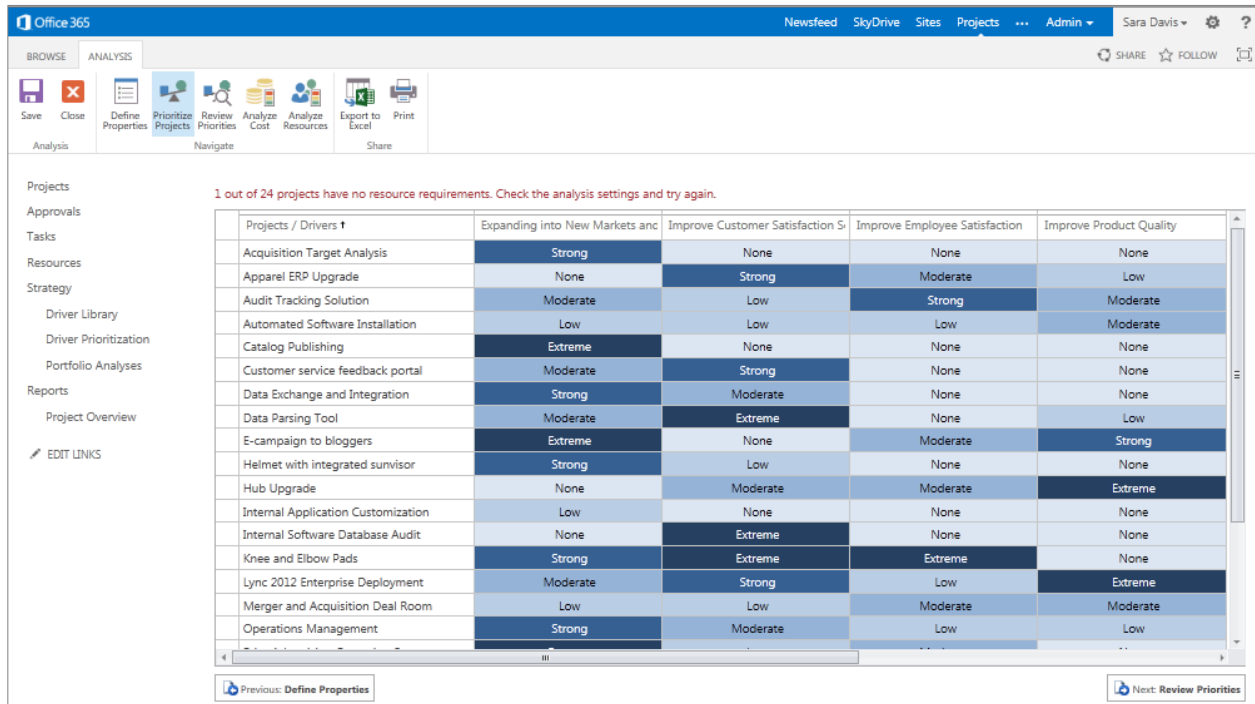 Office 365 Newsfeed SkyDrive Sites Projects ••• Admin Sara Davis ?
BROWSE ANALYSIS SHARE FOLLOW
Save Close Define Properties Prioritize Projects Review Priorities Analyze Cost Analyze Resources Export to Excel Print
Analysis Navigate Share
Projects
Approvals
Tasks
Resources
Strategy
Driver Library
Driver Prioritization
Portfolio Analyses
Reports
Project Overview
EDIT LINKS
1 out of 24 projects have no resource requirements. Check the analysis settings and try again.
Projects / Drivers Expanding into New Markets and Improve Customer Satisfaction Improve Employee Satisfaction Improve Product Quality
Acquisition Target Analysis Strong None None None
Apparel ERP Upgrade None Strong Moderate Low
Audit Tracking Solution Moderate Low Strong Moderate
Automated Software Installation Low Low Low Moderate
Catalog Publishing Extreme None None None
Customer service feedback portal Moderate Strong None None
Data Exchange and Integration Strong Moderate None None
Data Parsing Tool Moderate Extreme None Low
E-campaign to bloggers Extreme None Moderate Strong
Helmet with integrated sunvisor Strong Low None None
Hub Upgrade None Moderate Moderate Extreme
Internal Application Customization Low None None None
Internal Software Database Audit None Extreme None None
Knee and Elbow Pads Strong Extreme Extreme None
Lync 2012 Enterprise Deployment Moderate Strong Low Extreme
Merger and Acquisition Deal Room Low Low Moderate Moderate
Operations Management Strong Moderate Low Low
Previous: Define Properties Next: Review Priorities